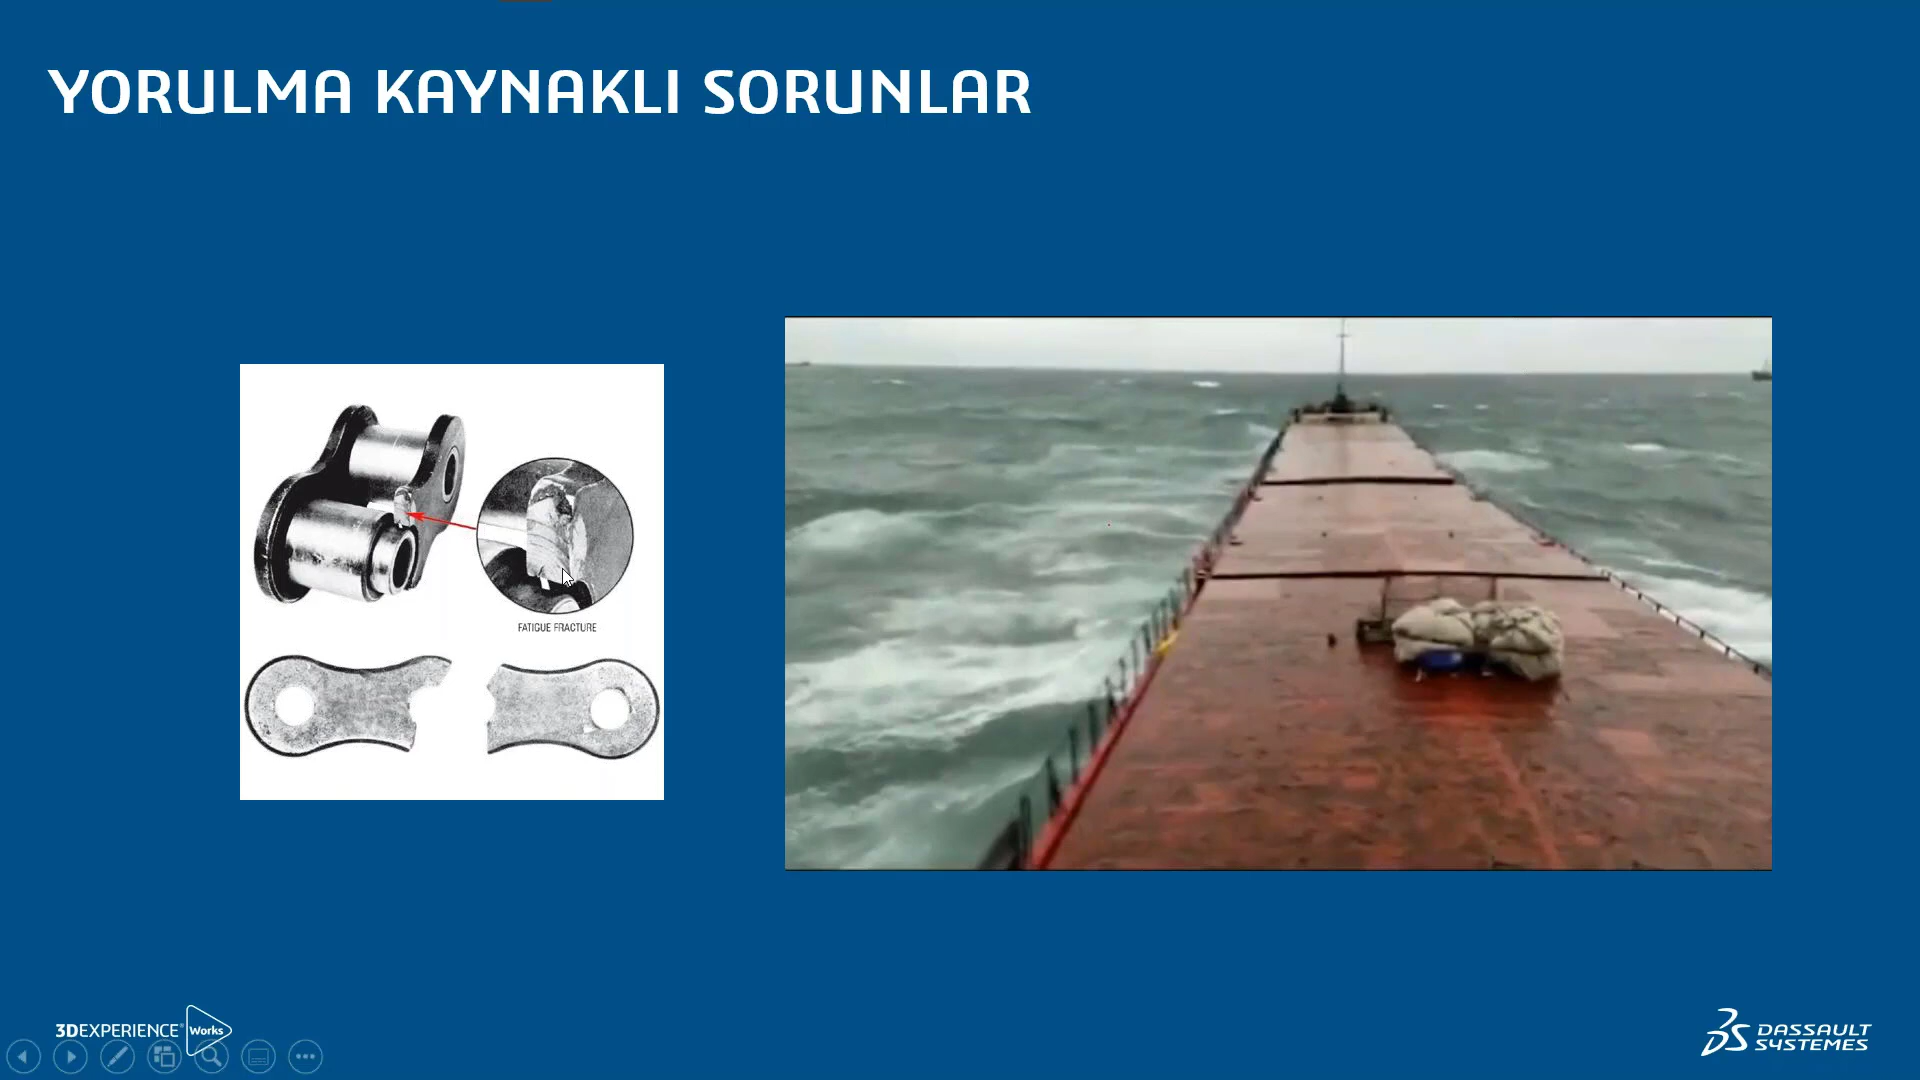 YORULMA KAYNAKLI SORUNLAR
FATIGUE FRACTURE
3DEXPERIENCE® Works
DASSAULT
SYSTEMES